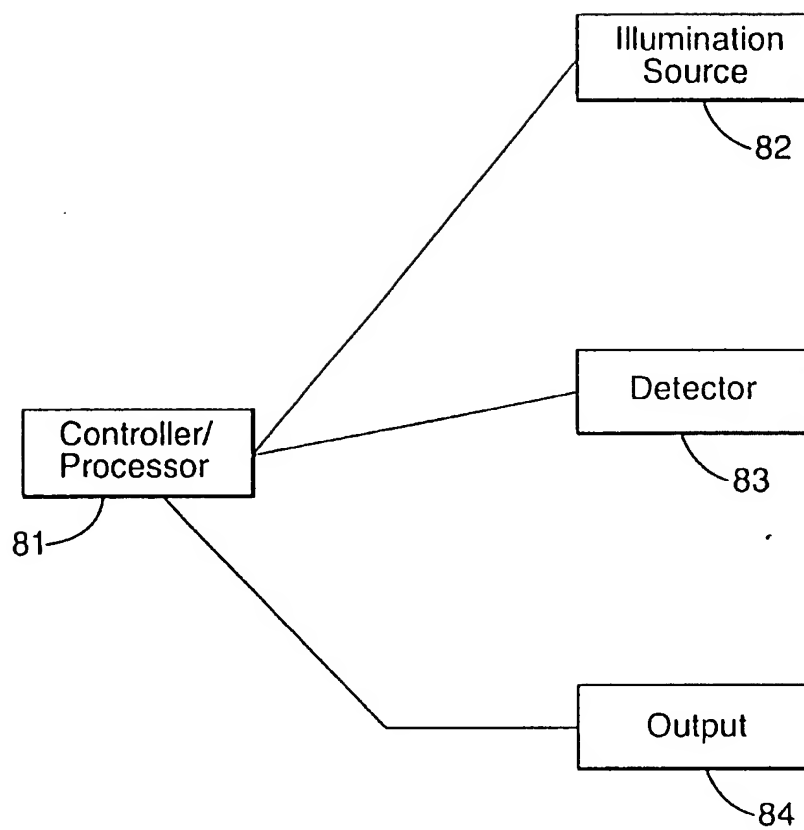 Illumination
Source
82
Detector
83
Controller/
Processor
81
Output
84